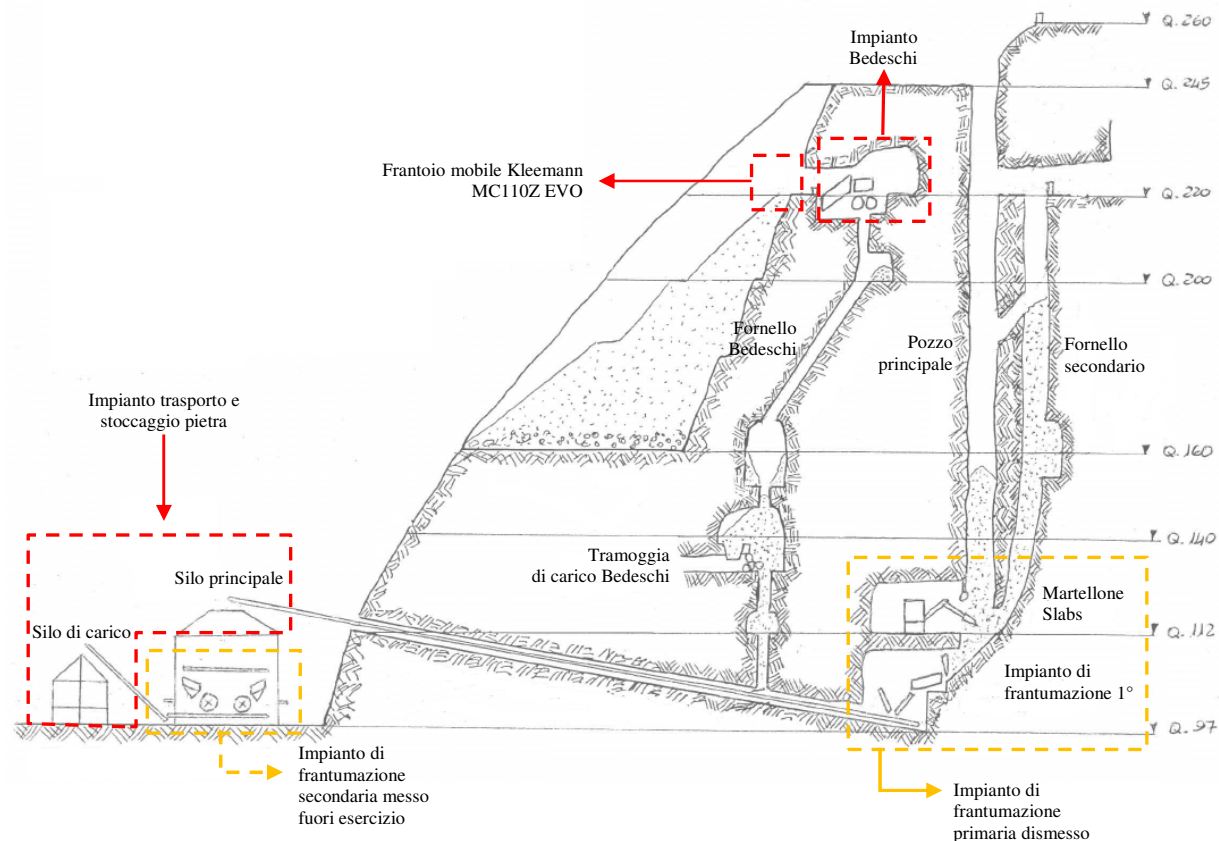 Q. 260
Impianto
Bedeschi
Q. 245
Frantoio mobile Kleemann
MC110Z EVO
Q. 220
Q. 200
Fornello
Bedeschi
Pozzo
principale
Fornello
secondario
Impianto trasporto e
stoccaggio pietra
Q. 160
Q. 140
Tramoggia
di carico Bedeschi
Silo principale
Martellone
Slabs
Silo di carico
Q. 112
Impianto di
frantumazione 1°
Q. 97
Impianto di
frantumazione
secondaria messo
fuori esercizio
Impianto di
frantumazione
primaria dismesso